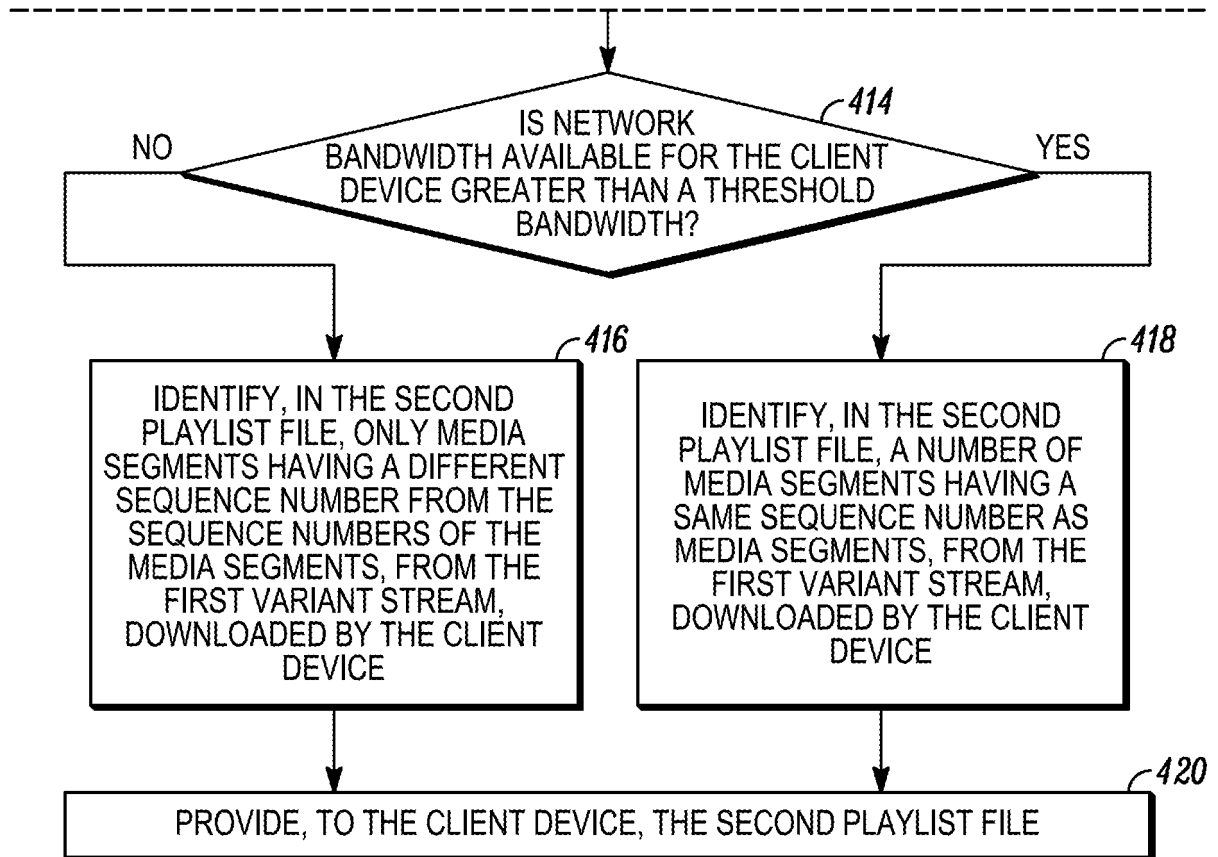 414
IS NETWORK
BANDWIDTH AVAILABLE FOR THE CLIENT
DEVICE GREATER THAN A THRESHOLD
BANDWIDTH?
NO
YES
416
IDENTIFY, IN THE SECOND
PLAYLIST FILE, ONLY MEDIA
SEGMENTS HAVING A DIFFERENT
SEQUENCE NUMBER FROM THE
SEQUENCE NUMBERS OF THE
MEDIA SEGMENTS, FROM THE
FIRST VARIANT STREAM,
DOWNLOADED BY THE CLIENT
DEVICE
418
IDENTIFY, IN THE SECOND
PLAYLIST FILE, A NUMBER OF
MEDIA SEGMENTS HAVING A
SAME SEQUENCE NUMBER AS
MEDIA SEGMENTS, FROM THE
FIRST VARIANT STREAM,
DOWNLOADED BY THE CLIENT
DEVICE
420
PROVIDE, TO THE CLIENT DEVICE, THE SECOND PLAYLIST FILE